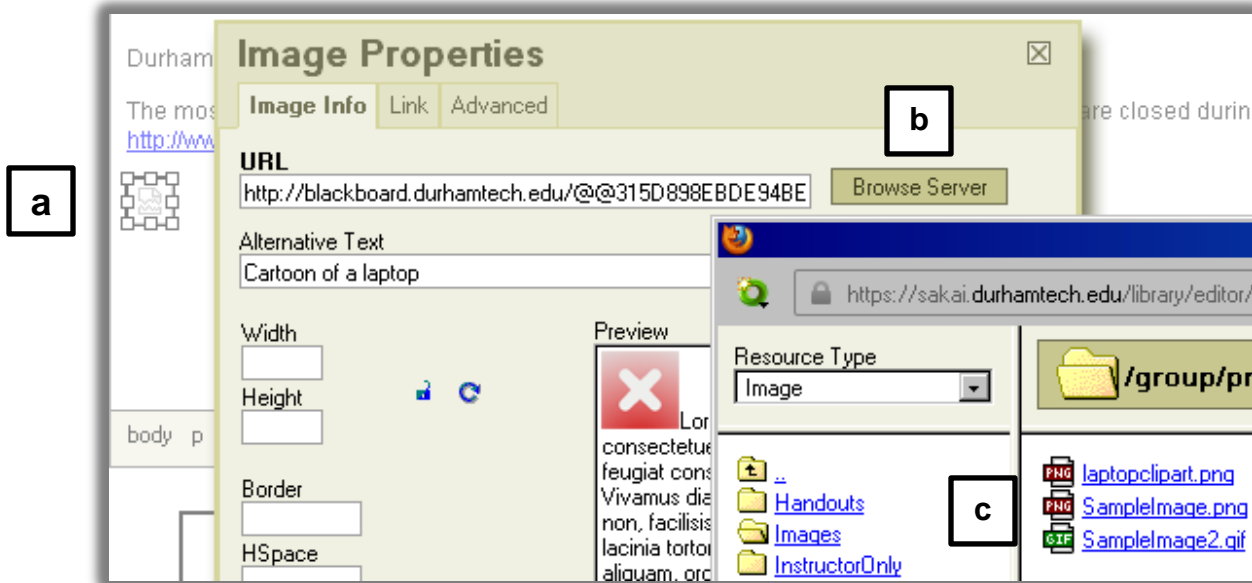 Durham
Image Properties
Image Info Link Advanced
The mos
are closed durin
http://ww
a
b
URL
http://blackboard.durhamtech.edu/@@315D898EBDE94BE
Browse Server
Alternative Text
Cartoon of a laptop
https://sakai.durhamtech.edu/library/editor/
Width
Height
Preview
Lor
consectetue
feugiat cons
Vivamus dia
non, facilisis
lacinia tortor
aliquam, orc
Resource Type
Image
/group/pr
body p
Border
HSpace
..
Handouts
Images
InstructorOnly
c
PNG laptopclipart.png
PNG SampleImage.png
GIF SampleImage2.gif